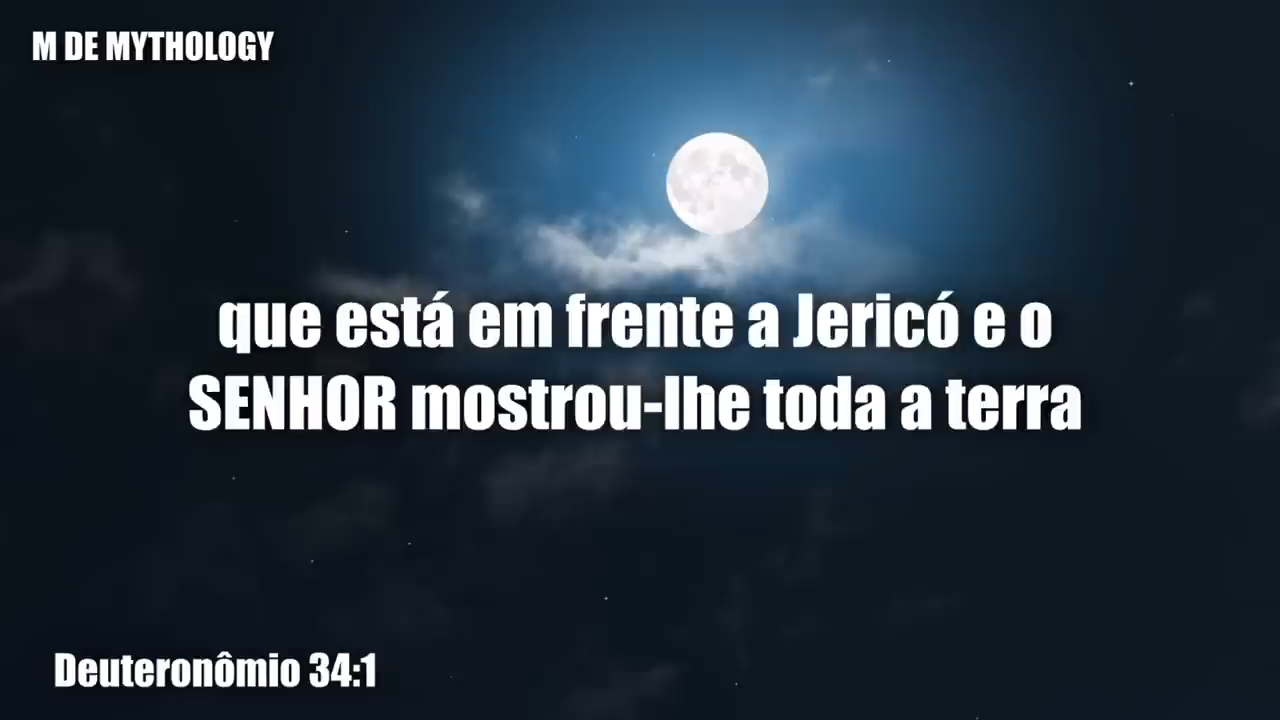 M DE MYTHOLOGY
que está em frente a Jericó e o
SENHOR mostrou-lhe toda a terra
Deuteronômio 34:1